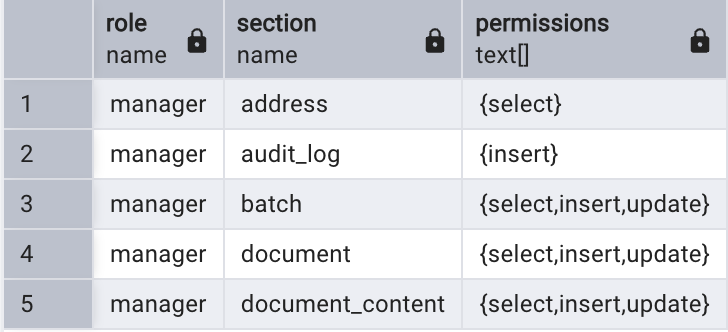 role section permissions
name name text[]
1 manager address {select}
2 manager audit_log {insert}
3 manager batch {select,insert,update}
4 manager document {select,insert,update}
5 manager document_content {select,insert,update}